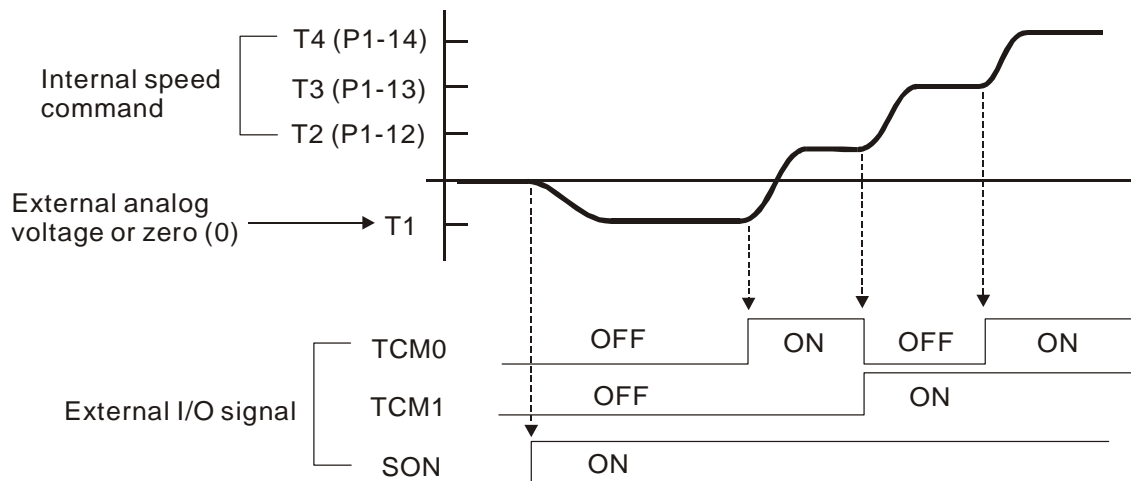 T4 (P1-14)
Internal speed
command
T3 (P1-13)
T2 (P1-12)
External analog
voltage or zero (0)
T1
TCM0
OFF
ON
OFF
ON
TCM1
OFF
ON
External I/O signal
SON
ON